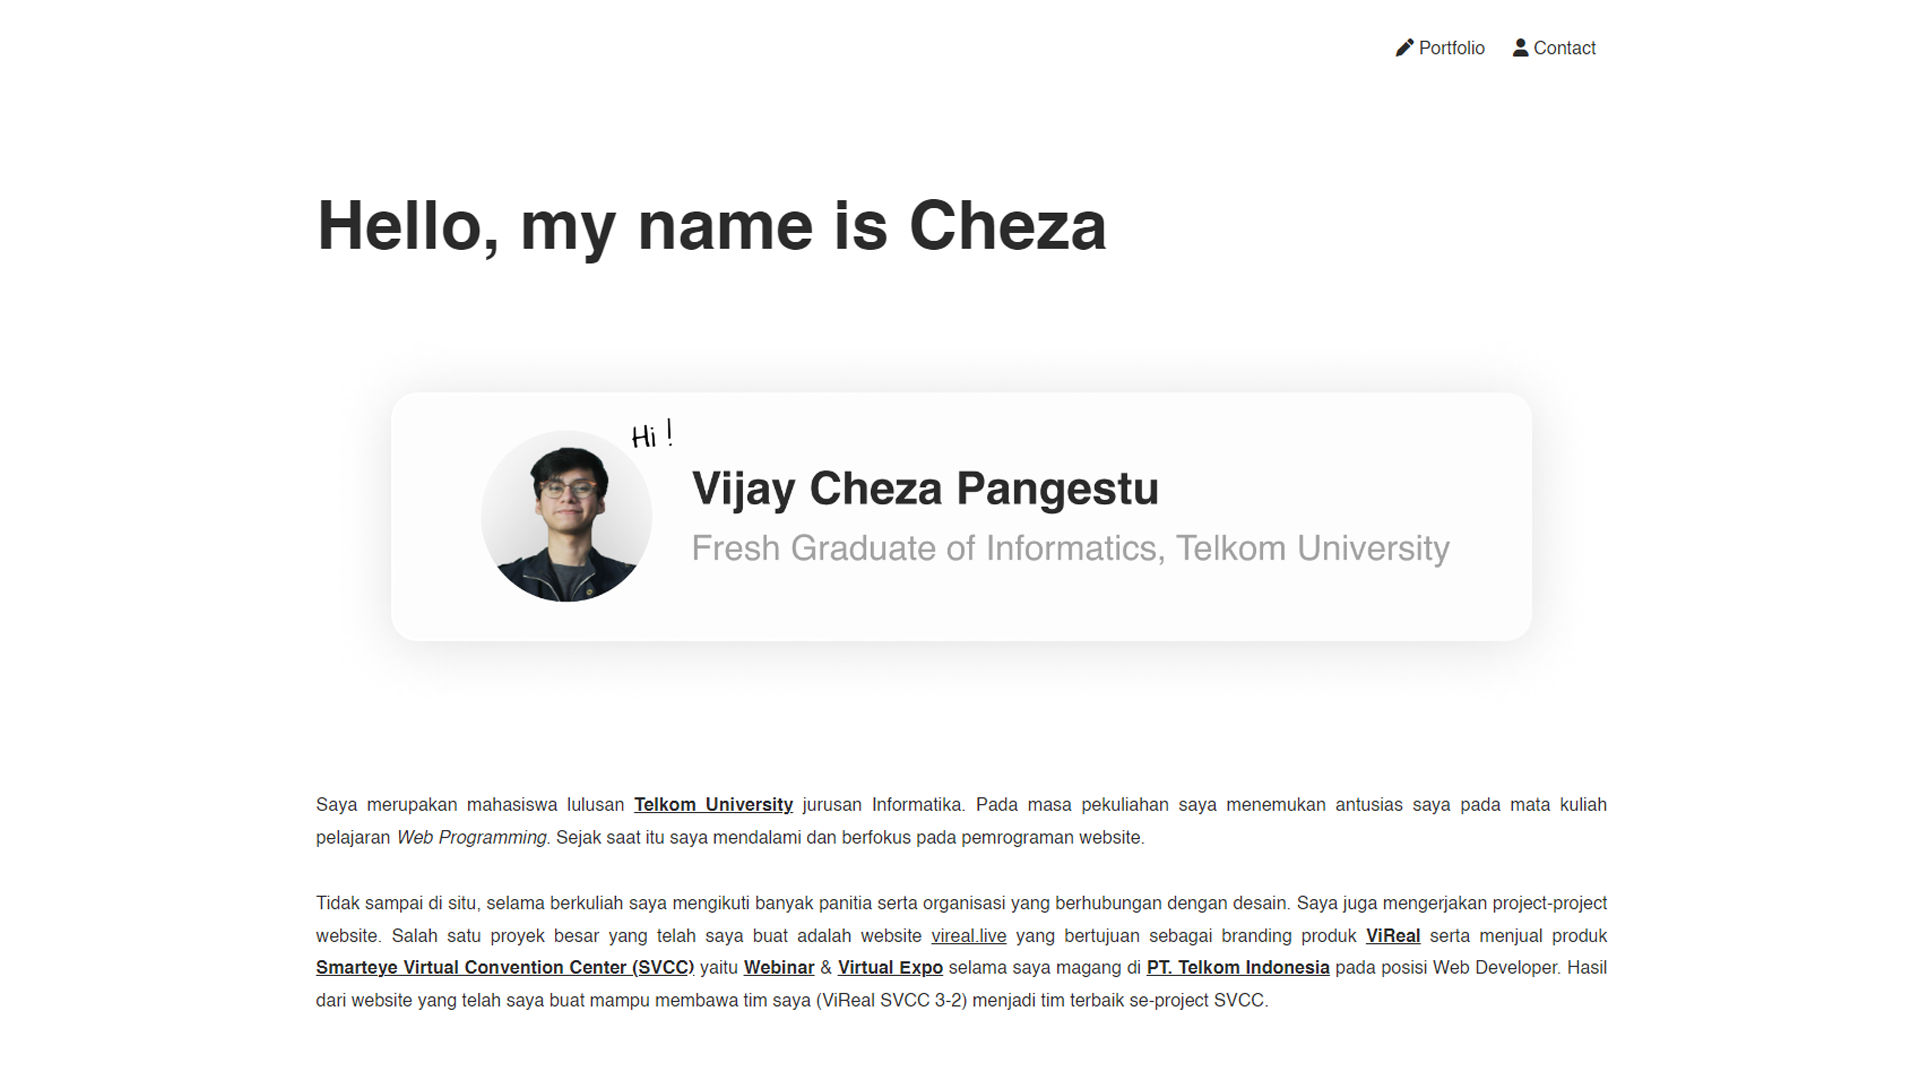 Portfolio Contact
Hello, my name is Cheza
Hi !
Vijay Cheza Pangestu
Fresh Graduate of Informatics, Telkom University
Saya merupakan mahasiswa lulusan Telkom University jurusan Informatika. Pada masa pekuliahan saya menemukan antusias saya pada mata kuliah
pelajaran Web Programming. Sejak saat itu saya mendalami dan berfokus pada pemrograman website.
Tidak sampai di situ, selama berkuliah saya mengikuti banyak panitia serta organisasi yang berhubungan dengan desain. Saya juga mengerjakan project-project
website. Salah satu proyek besar yang telah saya buat adalah website vireal.live yang bertujuan sebagai branding produk ViReal serta menjual produk
Smarteye Virtual Convention Center (SVCC) yaitu Webinar & Virtual Expo selama saya magang di PT. Telkom Indonesia pada posisi Web Developer. Hasil
dari website yang telah saya buat mampu membawa tim saya (ViReal SVCC 3-2) menjadi tim terbaik se-project SVCC.